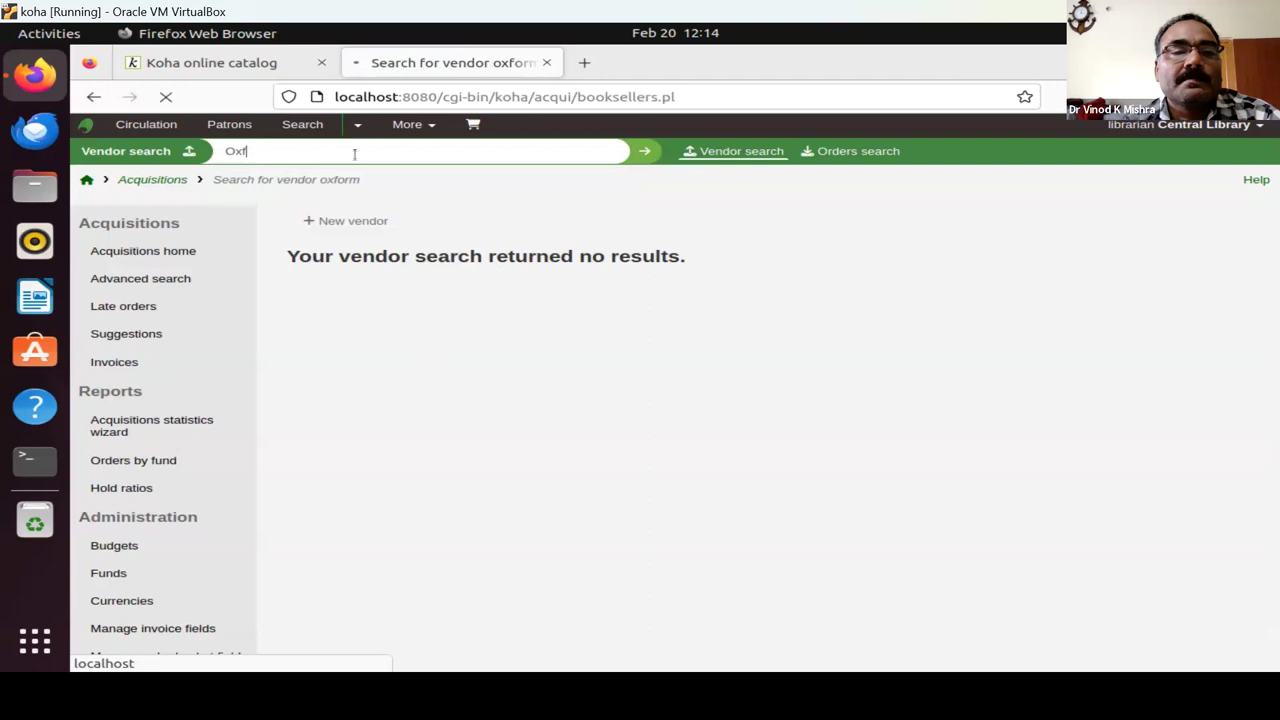 koha [Running] - Oracle VM VirtualBox
Activities Firefox Web Browser Feb 20 12:14
Koha online catalog Search for vendor oxform
localhost:8080/cgi-bin/koha/acqui/booksellers.pl
Dr Vinod K Mishra
Circulation Patrons Search More librarian Central Library
Vendor search Oxf Vendor search Orders search
Acquisitions Search for vendor oxform Help
Acquisitions
+ New vendor
Acquisitions home
Your vendor search returned no results.
Advanced search
Late orders
Suggestions
Invoices
Reports
Acquisitions statistics
wizard
Orders by fund
Hold ratios
Administration
Budgets
Funds
Currencies
Manage invoice fields
localhost